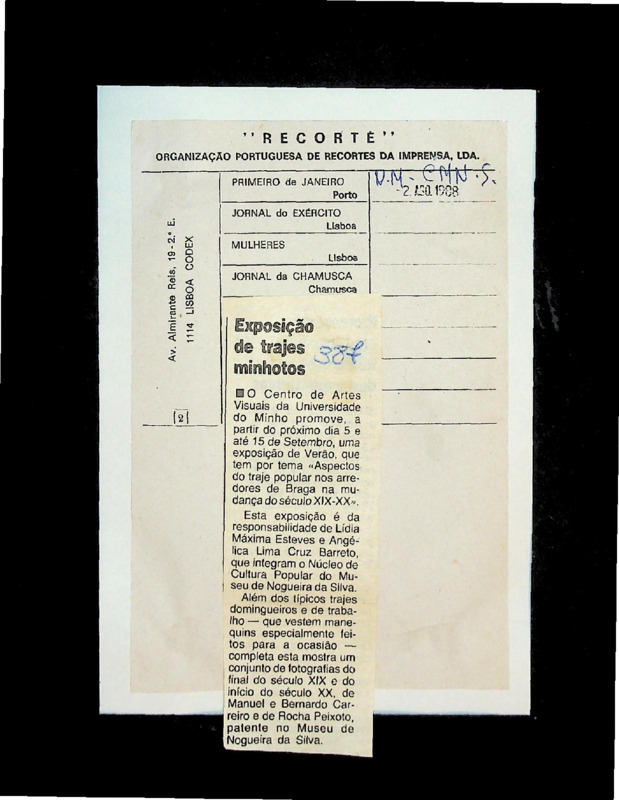 "RECORTE"
ORGANIZAÇÃO PORTUGUESA DE RECORTES DA IMPRENSA, LDA.
Av. Almirante Reis, 19 - 2.º E.
1114 LISBOA CODEX
[2]
PRIMEIRO de JANEIRO
Porto
JORNAL do EXÉRCITO
Lisboa
MULHERES
Lisboa
JORNAL da CHAMUSCA
Chamusca
N.M. - CMN.S.
-2. AGO. 1988
Exposição
de trajes
minhotos
387
O Centro de Artes
Visuais da Universidade
do Minho promove, a
partir do próximo dia 5 e
até 15 de Setembro, uma
exposição de Verão, que
tem por tema «Aspectos
do traje popular nos arre-
dores de Braga na mu-
dança do século XIX-XX».
Esta exposição é da
responsabilidade de Lídia
Máxima Esteves e Angé-
lica Lima Cruz Barreto,
que integram o Núcleo de
Cultura Popular do Mu-
seu de Nogueira da Silva.
Além dos típicos trajes
domingueiros e de traba-
lho — que vestem mane-
quins especialmente fei-
tos para a ocasião —
completa esta mostra um
conjunto de fotografias do
final do século XIX e do
início do século XX, de
Manuel e Bernardo Car-
reiro e de Rocha Peixoto,
patente no Museu de
Nogueira da Silva.